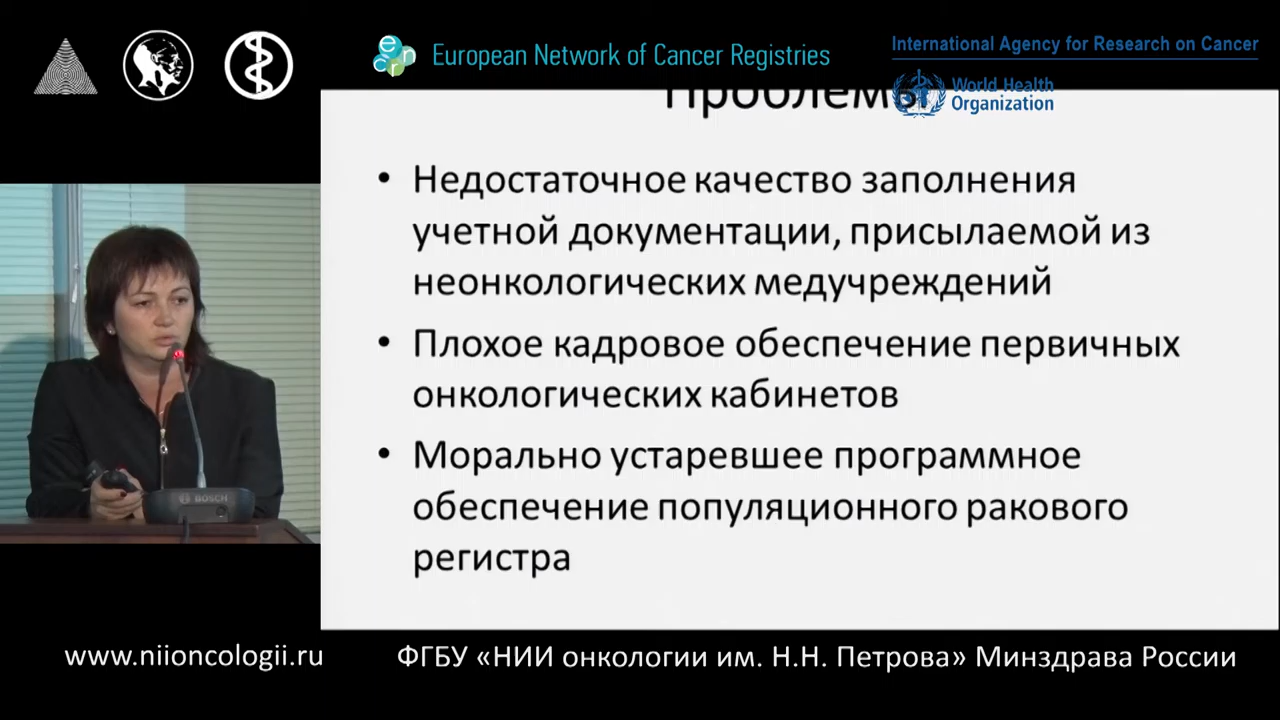 European Network of Cancer Registries
International Agency for Research on Cancer
World Health
Organization
Проблемы
• Недостаточное качество заполнения
учетной документации, присылаемой из
неонкологических медучреждений
• Плохое кадровое обеспечение первичных
онкологических кабинетов
• Морально устаревшее программное
обеспечение популяционного ракового
регистра
BOSCH
www.niioncologii.ru
ФГБУ «НИИ онкологии им. Н.Н. Петрова» Минздрава России